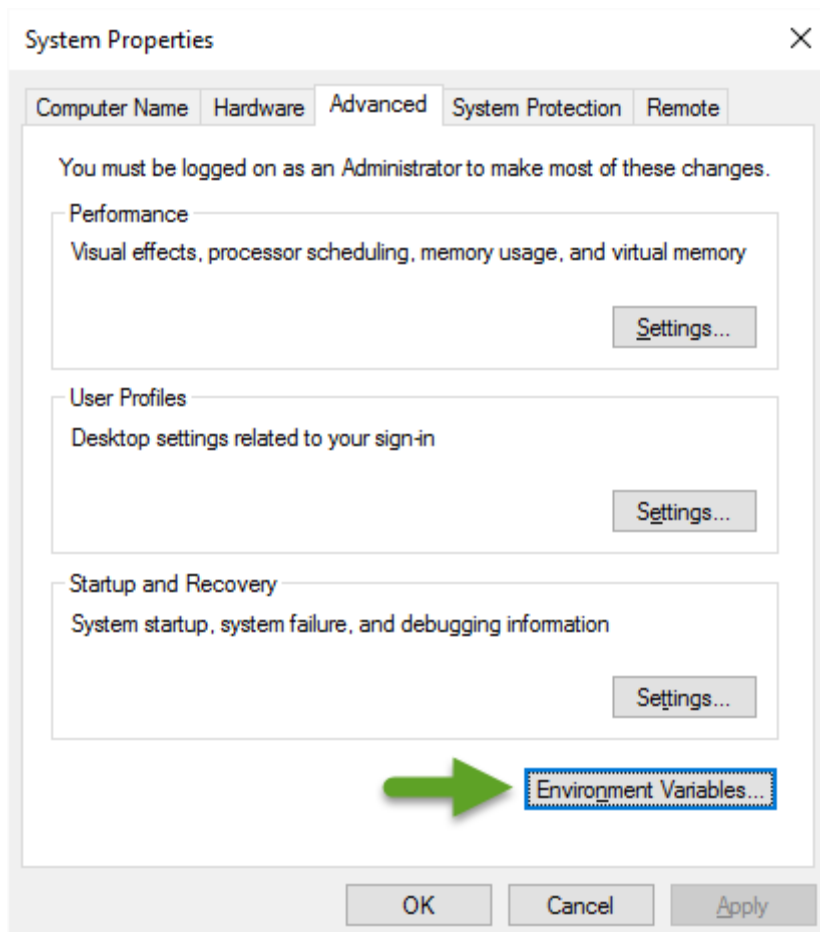 System Properties
Computer Name Hardware Advanced System Protection Remote
You must be logged on as an Administrator to make most of these changes.
Performance
Visual effects, processor scheduling, memory usage, and virtual memory
Settings...
User Profiles
Desktop settings related to your sign-in
Settings...
Startup and Recovery
System startup, system failure, and debugging information
Settings...
Environment Variables...
OK Cancel Apply